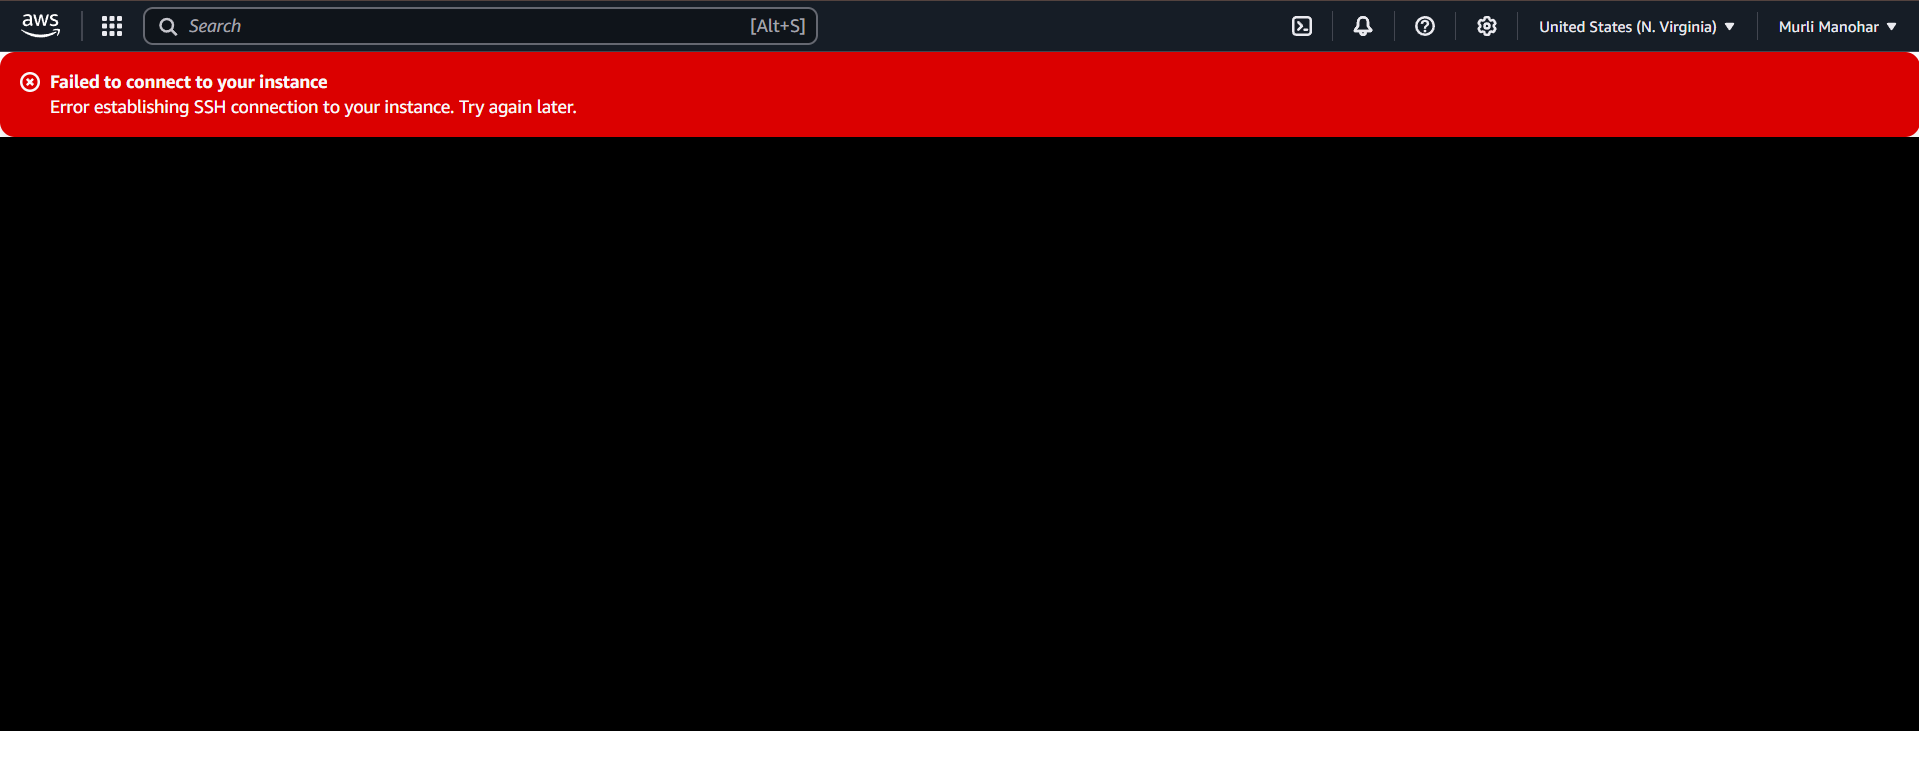 aws
Search [Alt+S]
United States (N. Virginia)
Murli Manohar
Failed to connect to your instance
Error establishing SSH connection to your instance. Try again later.